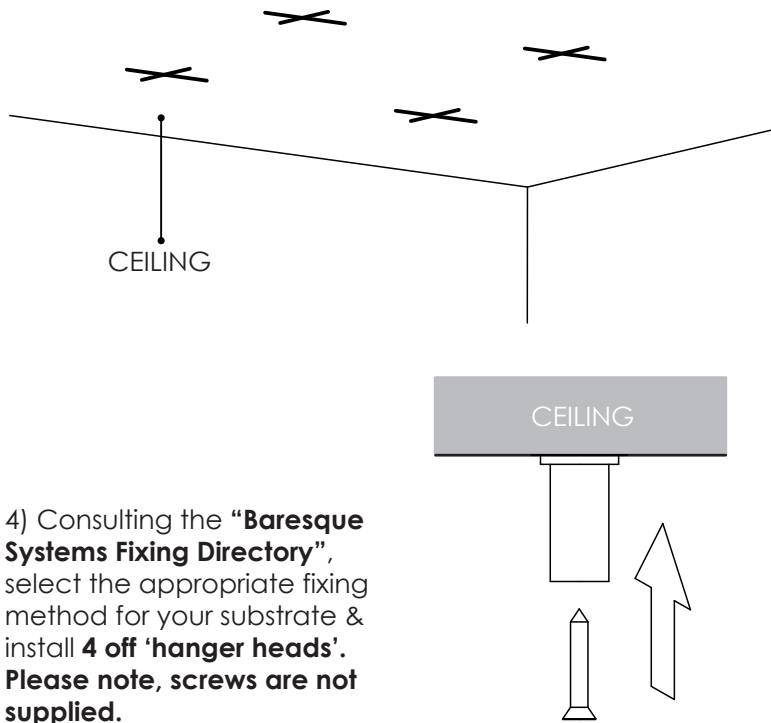 CEILING
CEILING
4) Consulting the “Baresque
Systems Fixing Directory”,
select the appropriate fixing
method for your substrate &
install 4 off ‘hanger heads’.
Please note, screws are not
supplied.